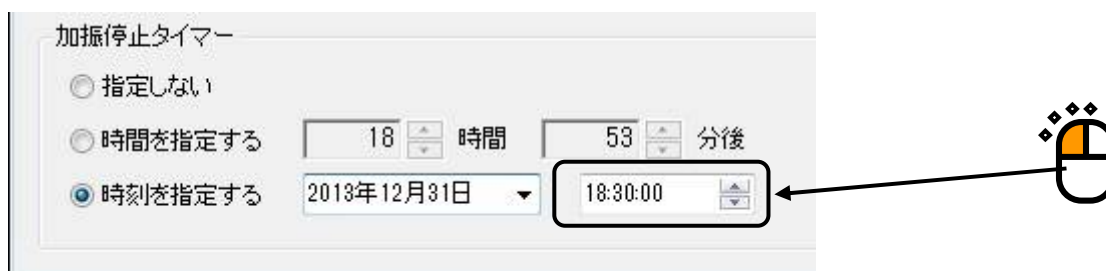 加振停止タイマー
指定しない
時間を指定する 18 時間 53 分後
時刻を指定する 2013年12月31日 18:30:00